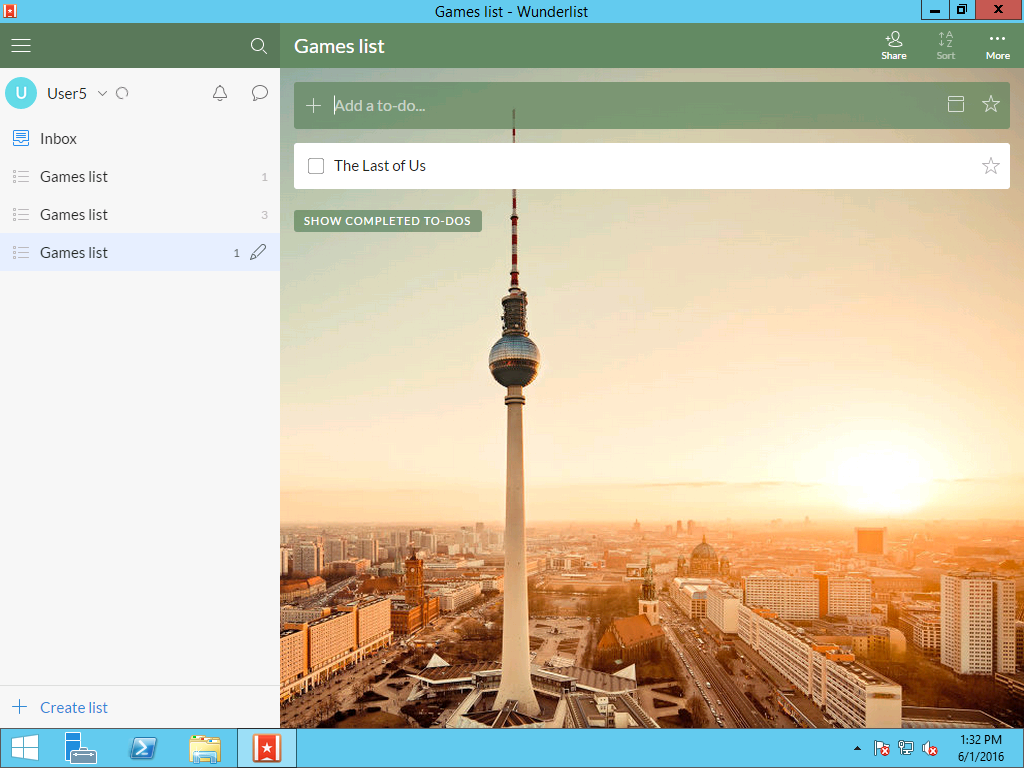 Games list - Wunderlist
Games list
Share
Sort
More
U
User5
Add a to-do...
Inbox
The Last of Us
Games list 1
Games list 3
SHOW COMPLETED TO-DOS
Games list 1
Create list
1:32 PM
6/1/2016